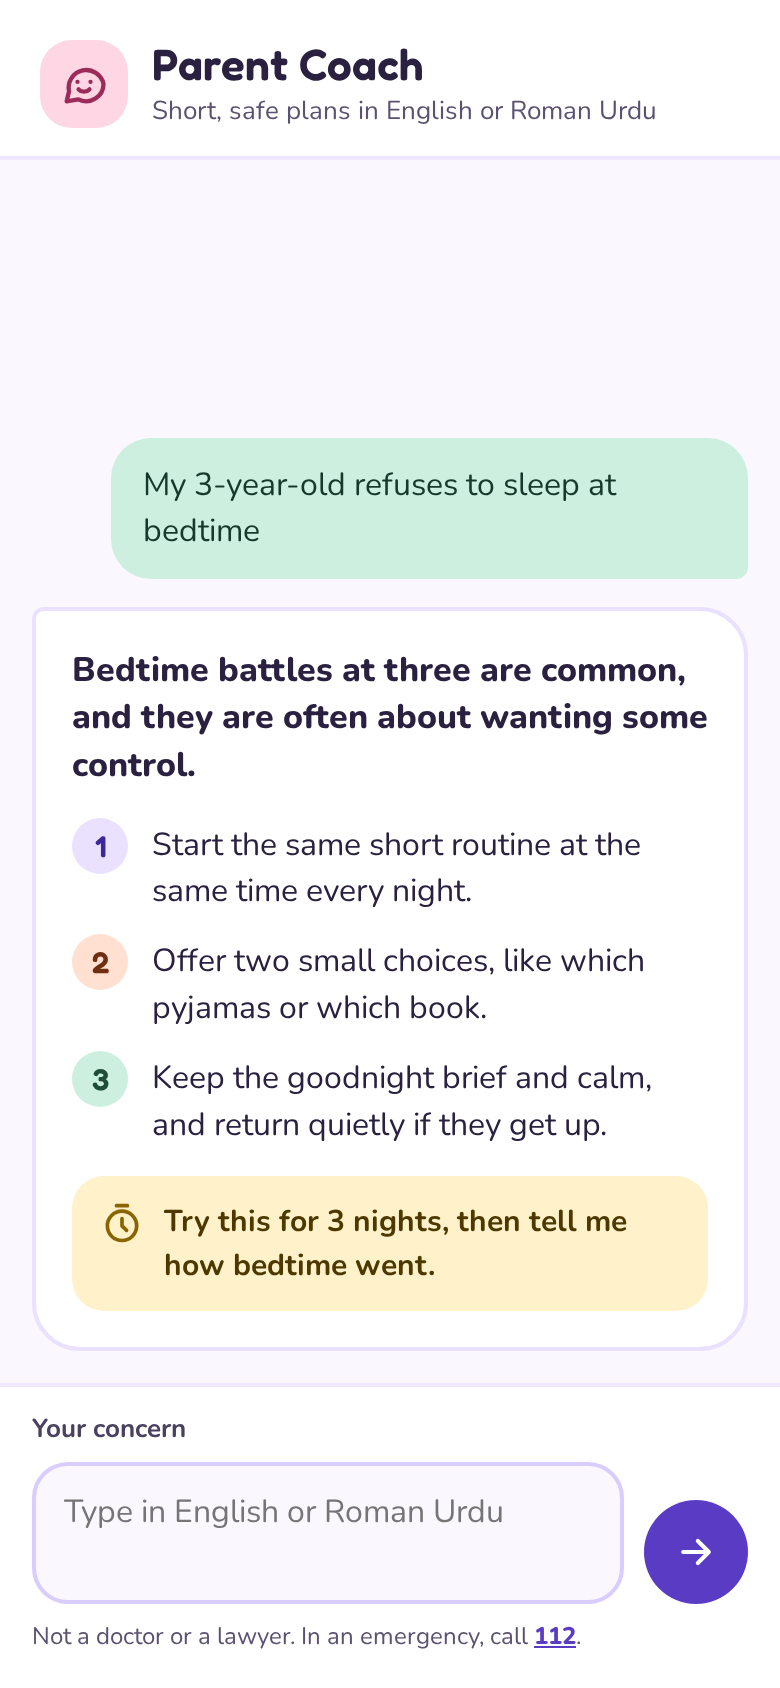 Parent Coach
Short, safe plans in English or Roman Urdu
My 3-year-old refuses to sleep at
bedtime
Bedtime battles at three are common,
and they are often about wanting some
control.
1 Start the same short routine at the
same time every night.
2 Offer two small choices, like which
pyjamas or which book.
3 Keep the goodnight brief and calm,
and return quietly if they get up.
Try this for 3 nights, then tell me
how bedtime went.
Your concern
Type in English or Roman Urdu
Not a doctor or a lawyer. In an emergency, call 112.